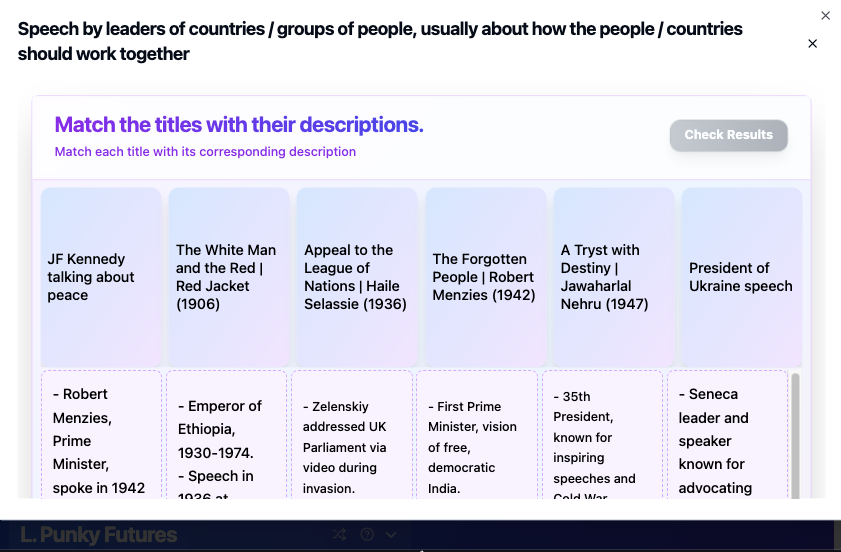 Speech by leaders of countries / groups of people, usually about how the people / countries
should work together
Match the titles with their descriptions.
Match each title with its corresponding description
Check Results
JF Kennedy
talking about
peace
The White Man
and the Red |
Red Jacket
(1906)
Appeal to the
League of
Nations | Haile
Selassie (1936)
The Forgotten
People | Robert
Menzies (1942)
A Tryst with
Destiny |
Jawaharlal
Nehru (1947)
President of
Ukraine speech
- Robert
Menzies,
Prime
Minister,
spoke in 1942
- Emperor of
Ethiopia,
1930-1974.
- Speech in
1936 at
- Zelenskiy
addressed UK
Parliament via
video during
invasion.
- First Prime
Minister, vision
of free,
democratic
India.
- 35th
President,
known for
inspiring
speeches and
Cold War
- Seneca
leader and
speaker
known for
advocating
L. Punky Futures